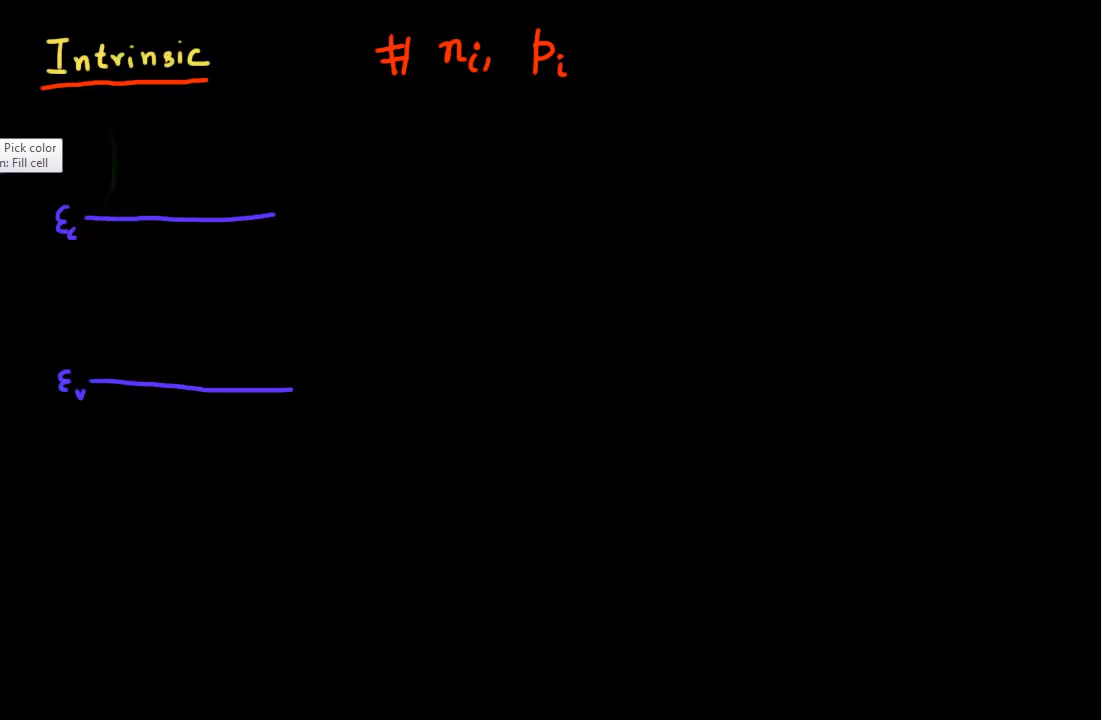 Intrinsic # ni, pi
Pick color
n: Fill cell
εc
εv